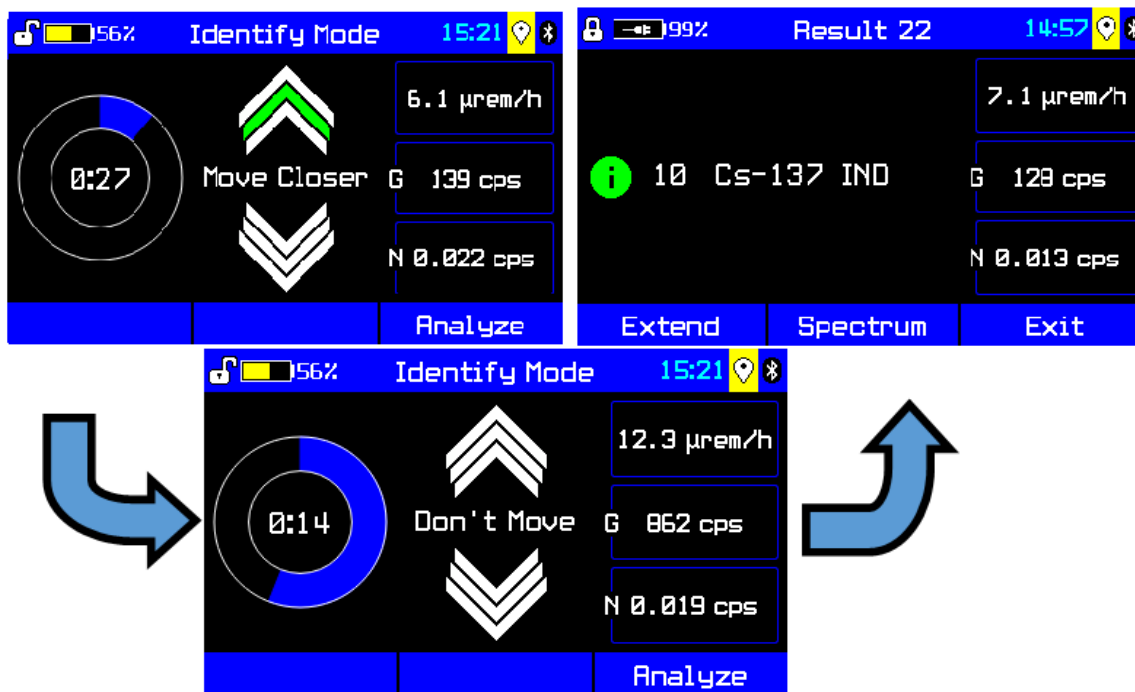 56% Identify Mode 15:21
6.1 µrem/h
0:27 Move Closer G 139 cps
N 0.022 cps
Analyze
99% Result 22 14:57
7.1 µrem/h
i 10 Cs-137 IND G 128 cps
N 0.013 cps
Extend Spectrum Exit
56% Identify Mode 15:21
12.3 µrem/h
0:14 Don't Move G 862 cps
N 0.019 cps
Analyze